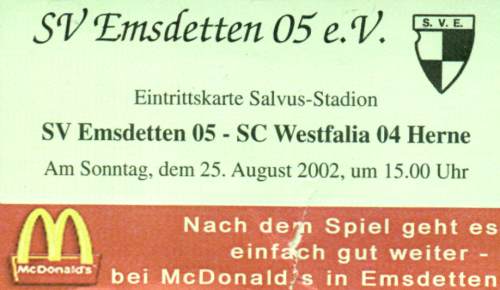 SV Emsdetten 05 e.V.
S. V. E.
Eintrittskarte Salvus-Stadion
SV Emsdetten 05 - SC Westfalia 04 Herne
Am Sonntag, dem 25. August 2002, um 15.00 Uhr
Nach dem Spiel geht es
einfach gut weiter -
McDonald's
bei McDonald's in Emsdetten